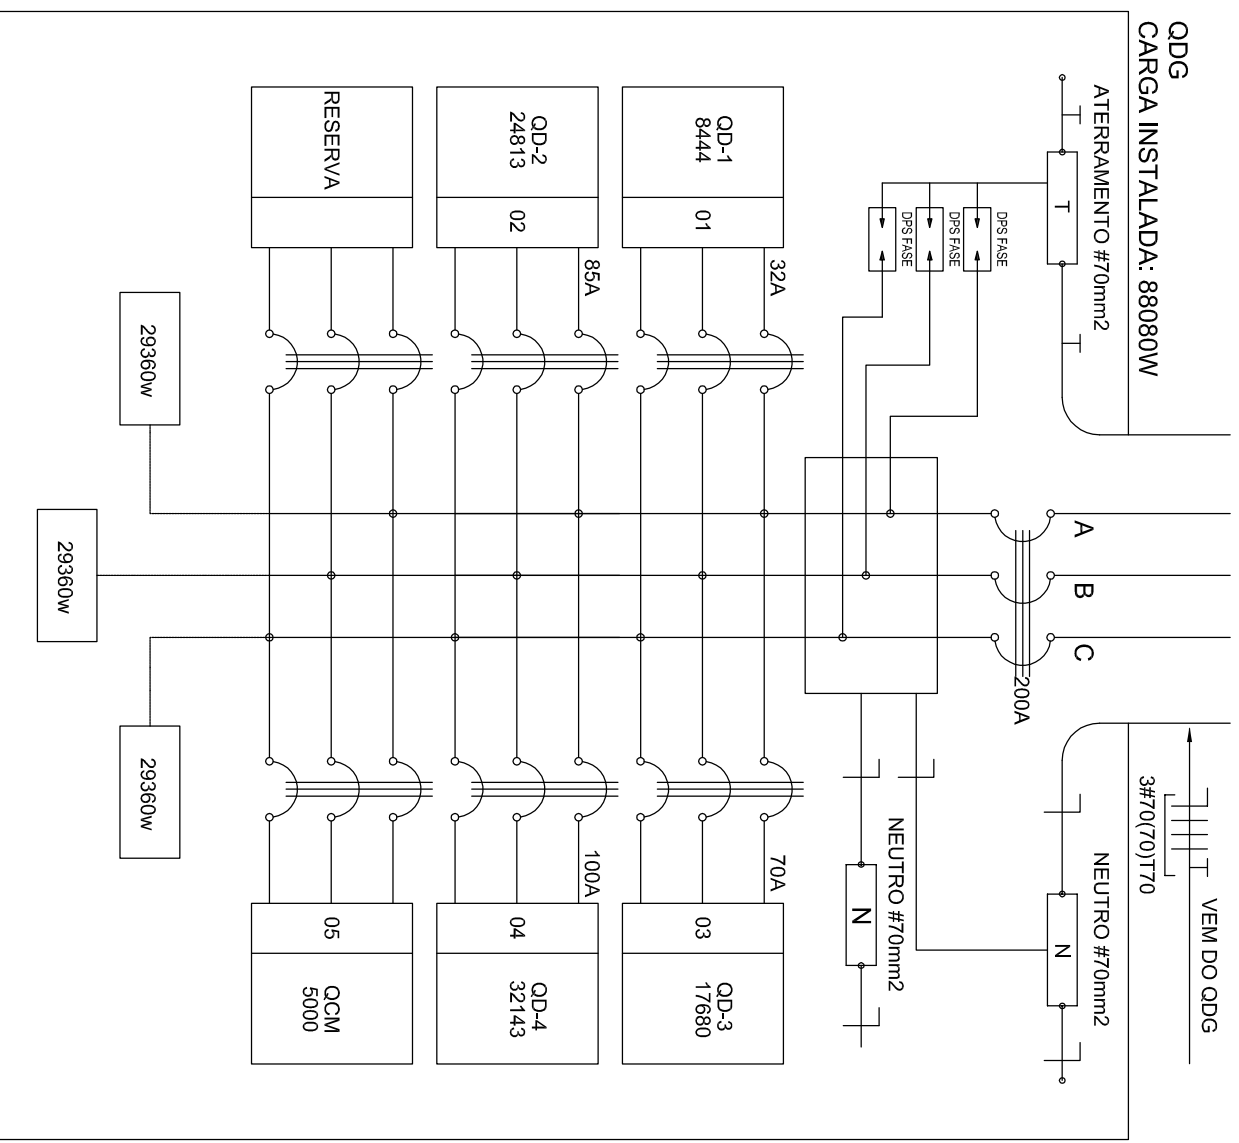 QDG
CARGA INSTALADA: 88080W
ATERRAMENTO #70mm2
T
DPS FASE
DPS FASE
DPS FASE
A
B
C
200A
VEM DO QDG
3#70(70)T70
NEUTRO #70mm2
N
NEUTRO #70mm2
N
QD-1
8444
01
32A
QD-2
24813
02
85A
RESERVA
70A
03
QD-3
17680
100A
04
QD-4
32143
05
QCM
5000
29360w
29360w
29360w